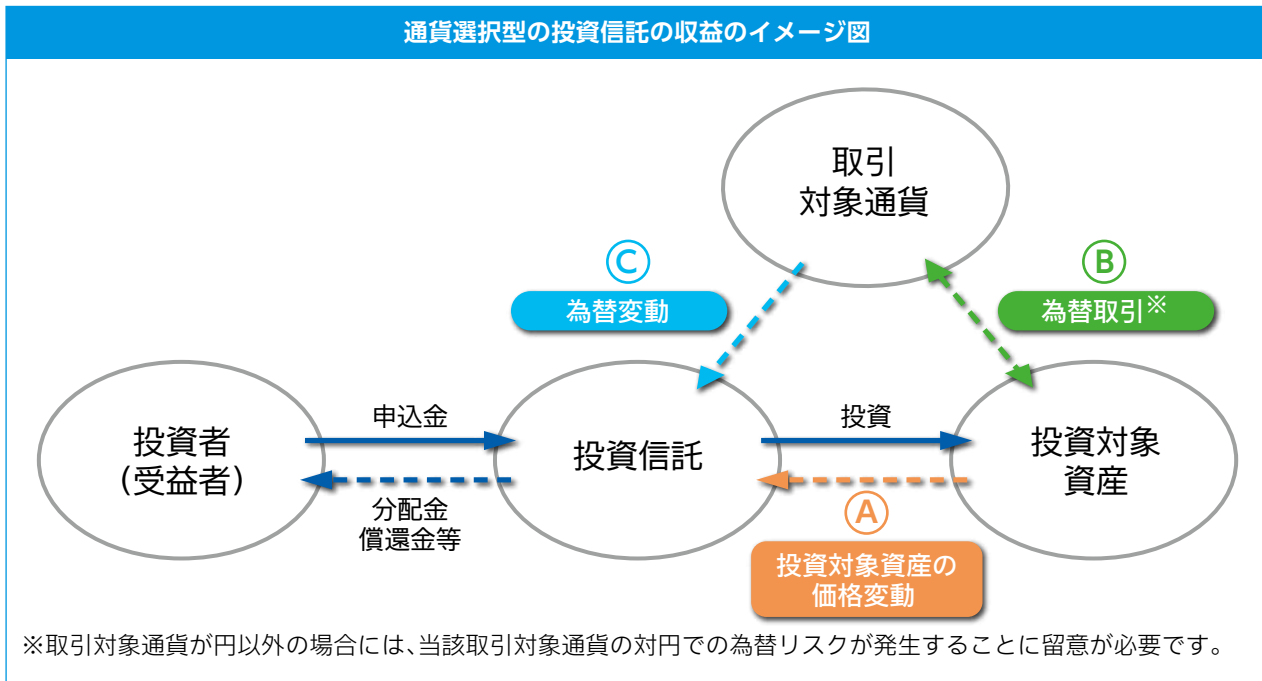 通貨選択型の投資信託の収益のイメージ図
取引
対象通貨
C
為替変動
B
為替取引※
投資者
(受益者)
申込金
分配金
償還金等
投資信託
投資
A
投資対象資産の
価格変動
投資対象
資産
※取引対象通貨が円以外の場合には、当該取引対象通貨の対円での為替リスクが発生することに留意が必要です。